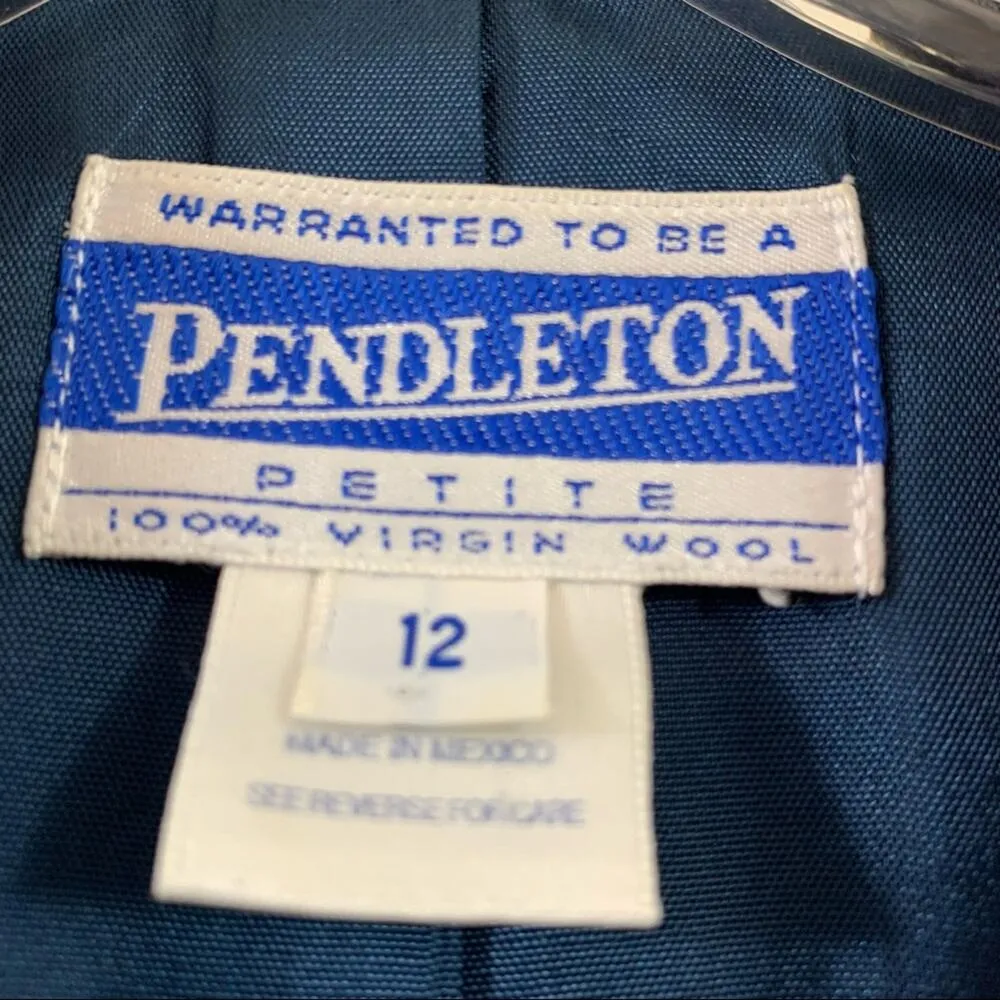 WARRANTED TO BE A
PENDLETON
PETITE
100% VIRGIN WOOL
12
MADE IN MEXICO
SEE REVERSE FOR CARE